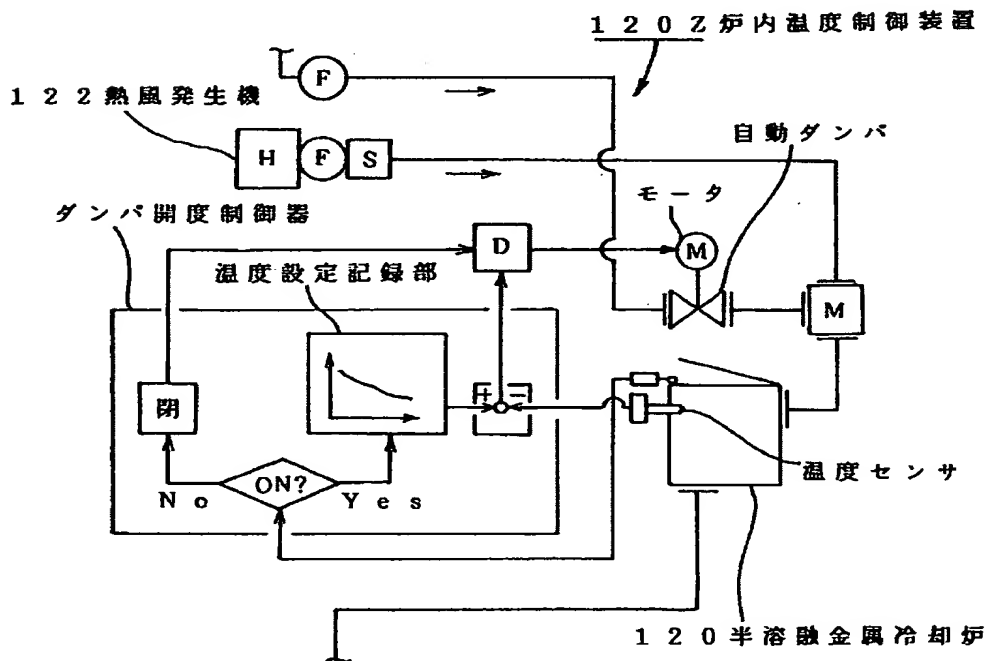 120Z炉内温度制御装置
F
122熱風発生機
自動ダンパ
H F S
モータ
ダンパ開度制御器
D
M
温度設定記録部
M
+ -
閉
ON?
No
Yes
温度センサ
120半溶融金属冷却炉